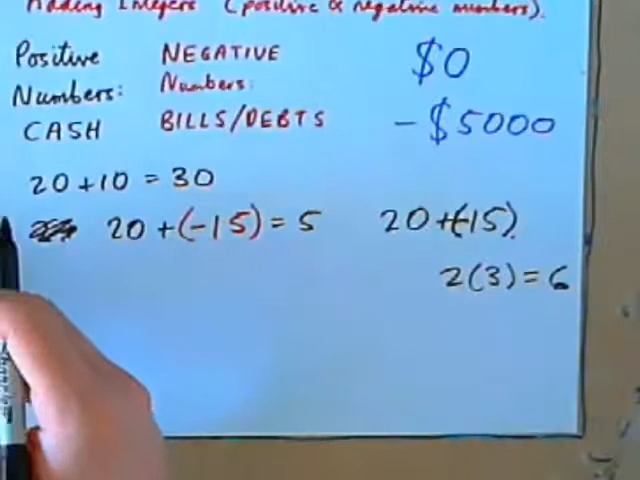 Adding Integers (positive & negative numbers).
Positive Numbers:
CASH
NEGATIVE
Numbers:
BILLS/DEBTS
$0
- $5000
20 + 10 = 30
20 + (-15) = 5
20 + (-15).
2(3) = 6